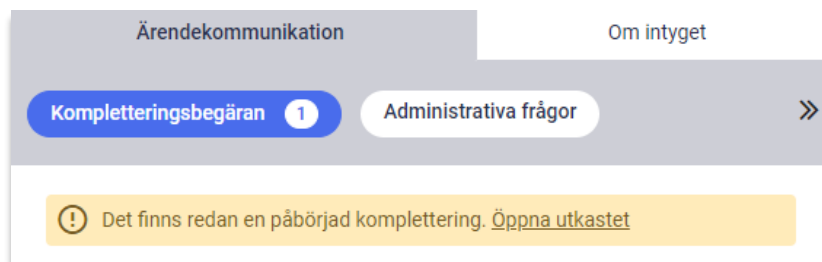 Ärendekommunikation Om intyget
Kompletteringsbegäran 1 Administrativa frågor
Det finns redan en påbörjad komplettering. Öppna utkastet